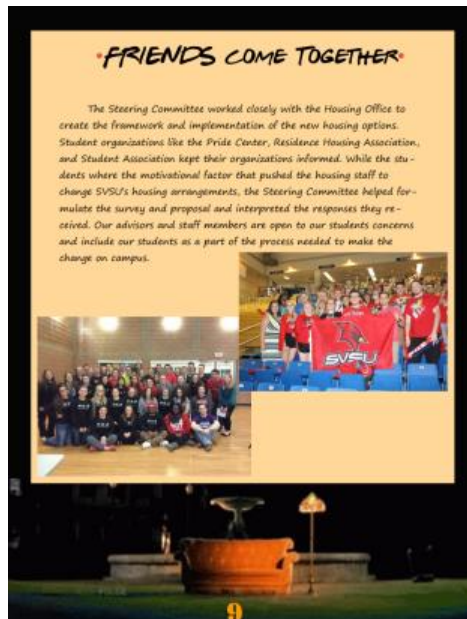 •FRIENDS COME TOGETHER•
The Steering Committee worked closely with the Housing Office to
create the framework and implementation of the new housing options.
Student organizations like the Pride Center, Residence Housing Association,
and Student Association kept their organizations informed. While the stu-
dents where the motivational factor that pushed the housing staff to
change SVSU's housing arrangements, the Steering Committee helped for-
mulate the survey and proposal and interpreted the responses they re-
ceived. Our advisors and staff members are open to our students concerns
and include our students as a part of the process needed to make the
change on campus.
SVSU
9